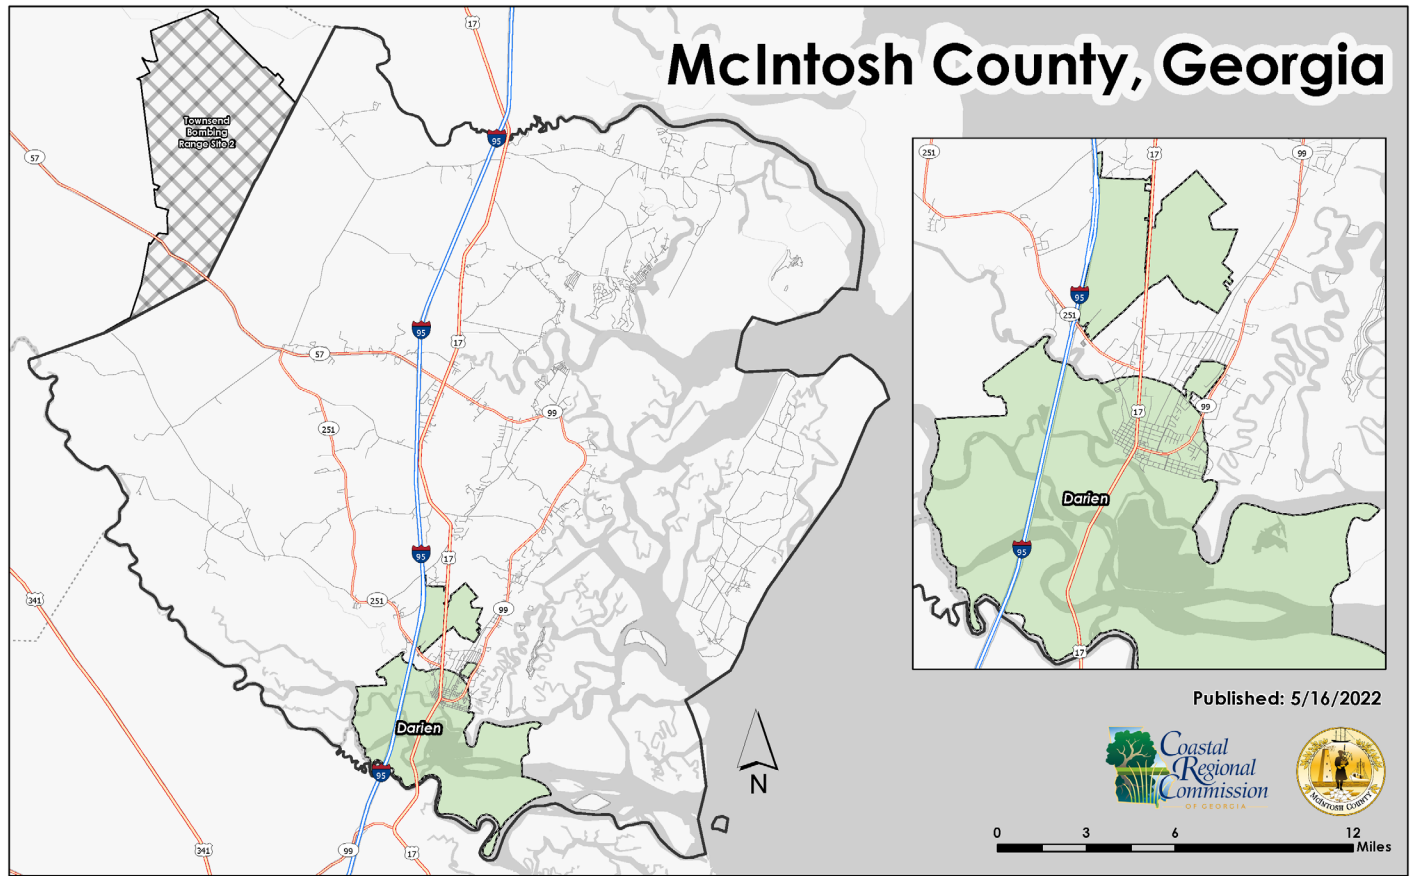 McIntosh County, Georgia
17
95
Townsend
Bombing
Range Site 2
57
95
17
57
99
251
95
17
341
251
99
Darien
95
99
17
341
N
251
17
99
95
251
17
99
Darien
95
17
Published: 5/16/2022
Coastal
Regional
Commission
OF GEORGIA
McINTOSH COUNTY
0 3 6 12
Miles